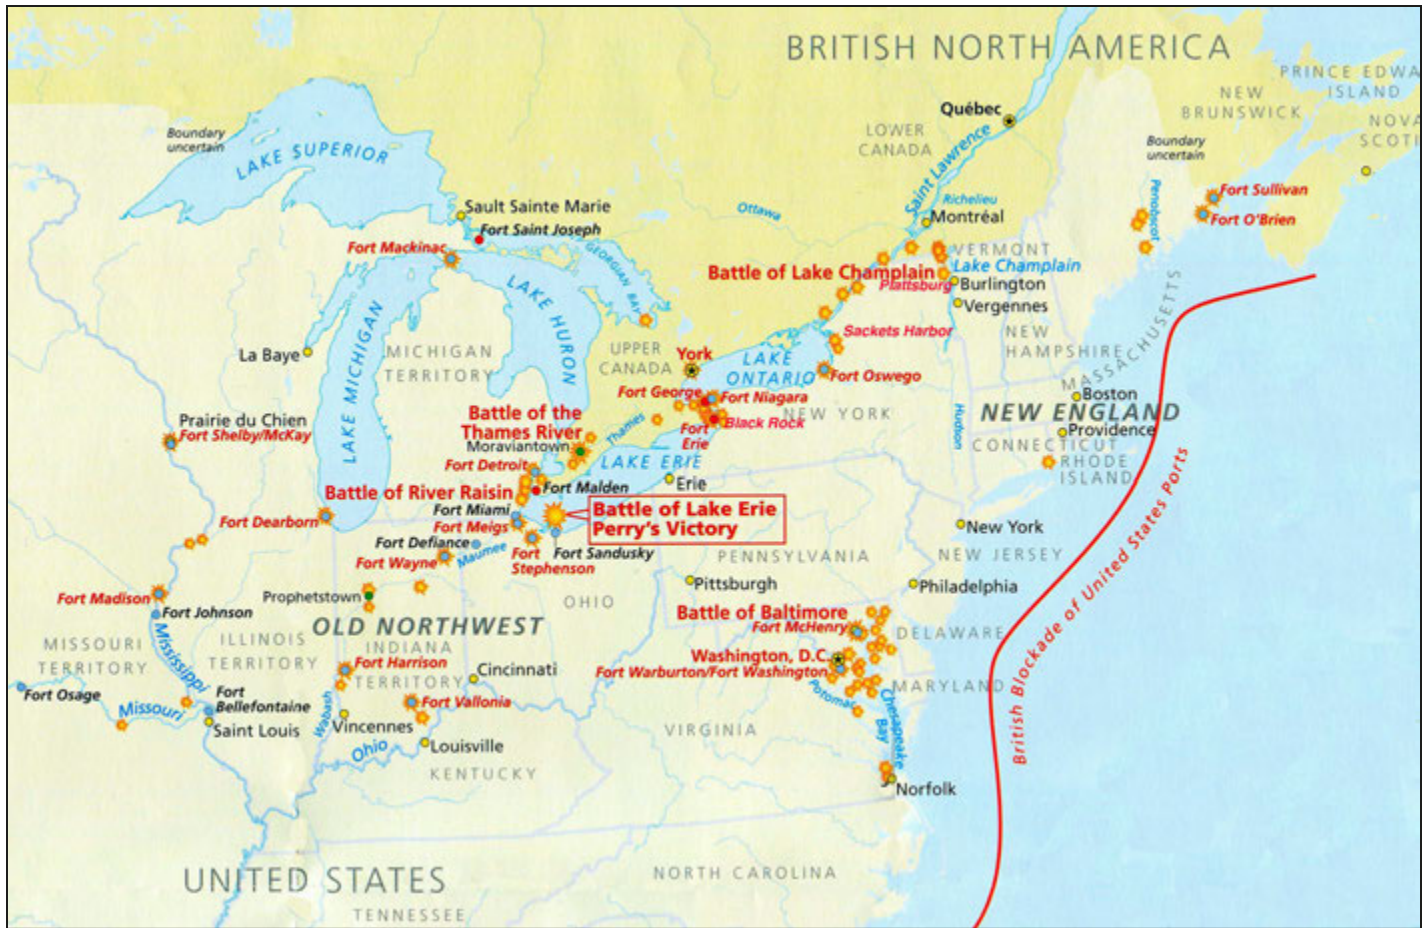 BRITISH NORTH AMERICA
PRINCE EDWA
ISLAND
NEW
BRUNSWICK
NOV
SCOTI
Québec
LOWER
CANADA
Saint Lawrence
Boundary
uncertain
Boundary
uncertain
LAKE SUPERIOR
Penobscot
Fort Sullivan
Fort O'Brien
Sault Sainte Marie
Fort Saint Joseph
Ottawa
Richelieu
Montréal
Fort Mackinac
GEORGIAN BAY
VERMONT
Battle of Lake Champlain
Lake Champlain
Plattsburg
Burlington
Vergennes
LAKE HURON
LAKE MICHIGAN
La Baye
MICHIGAN
TERRITORY
UPPER
CANADA
York
LAKE
ONTARIO
Sackets Harbor
NEW
HAMPSHIRE
MASSACHUSETTS
Fort Oswego
Fort George
Fort Niagara
Boston
NEW ENGLAND
Prairie du Chien
Fort Shelby/McKay
Battle of the
Thames River
Moraviantown
Thames
Fort
Erie
Black Rock
NEW YORK
Hudson
Providence
CONNECTICUT
RHODE
ISLAND
Fort Detroit
LAKE ERIE
Erie
Battle of River Raisin
Fort Malden
Fort Miami
Fort Meigs
Battle of Lake Erie
Perry's Victory
Fort Dearborn
Fort Defiance
Maumee
Fort Wayne
Fort
Stephenson
Fort Sandusky
New York
PENNSYLVANIA
NEW JERSEY
British Blockade of United States Ports
Pittsburgh
Philadelphia
Fort Madison
Fort Johnson
Prophetstown
OHIO
Battle of Baltimore
Fort McHenry
DELAWARE
OLD NORTHWEST
MISSOURI
TERRITORY
Mississippi
ILLINOIS
TERRITORY
INDIANA
TERRITORY
Fort Harrison
Cincinnati
Washington, D.C.
Fort Warburton/Fort Washington
MARYLAND
Potomac
Chesapeake
Bay
Fort Osage
Missouri
Fort
Bellefontaine
Saint Louis
Wabash
Vincennes
Fort Vallonia
Ohio
Louisville
KENTUCKY
VIRGINIA
Norfolk
UNITED STATES
NORTH CAROLINA
TENNESSEE